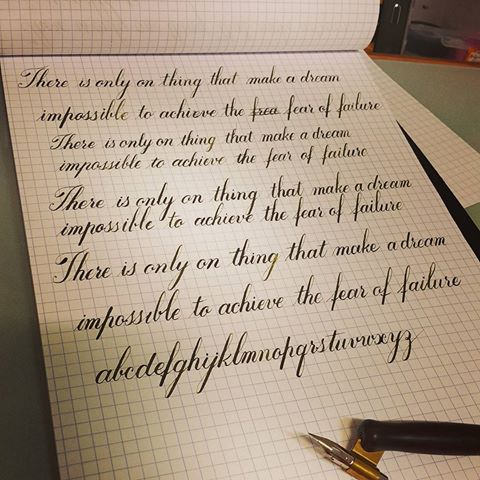 There is only on thing that make a dream
impossible to achieve the frea fear of failure
There is only on thing that make a dream
impossible to achieve the fear of failure
There is only on thing that make a dream
impossible to achieve the fear of failure
There is only on thing that make a dream
impossible to achieve the fear of failure
abcdefghijklmnopqrstuvwxyz